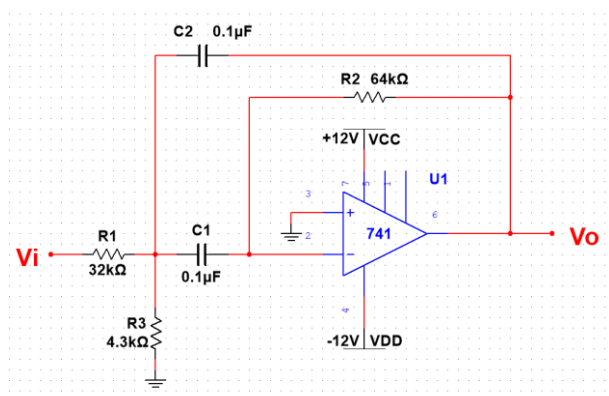 C2 0.1µF
R2 64kΩ
+12V VCC
7
5
1
U1
3
+
6
741
Vo
2
−
C1
R1
Vi
32kΩ
0.1µF
R3
4.3kΩ
4
-12V VDD